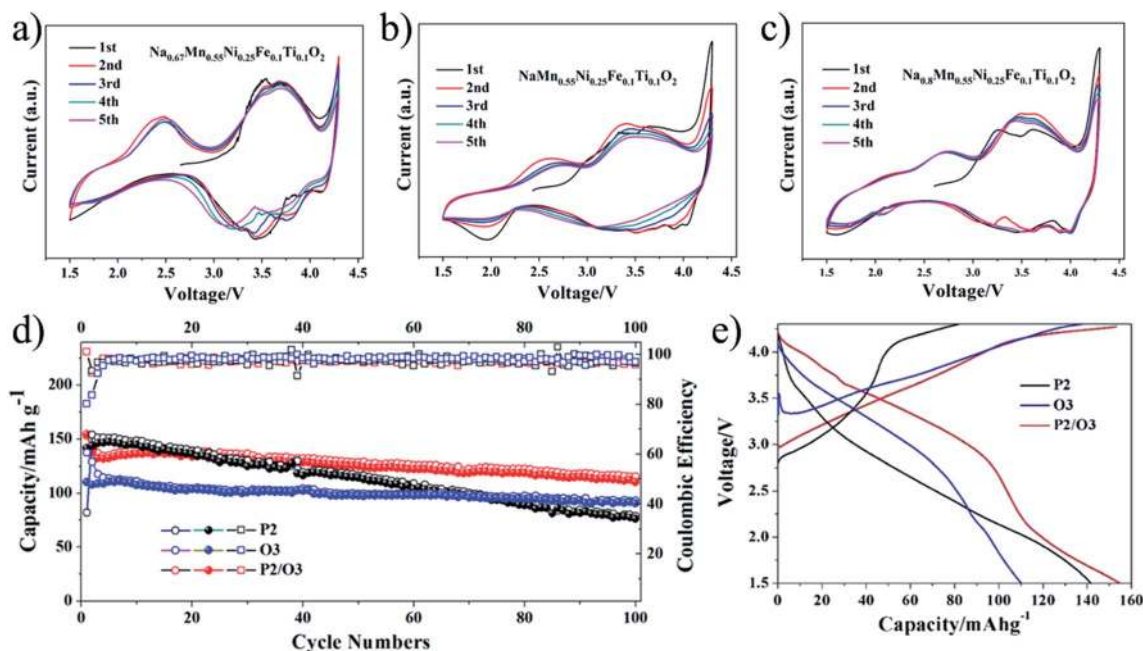 a)
Na0.67Mn0.55Ni0.25Fe0.1Ti0.1O2
1st
2nd
3rd
4th
5th
Current (a.u.)
1.5 2.0 2.5 3.0 3.5 4.0 4.5
Voltage/V
b)
NaMn0.55Ni0.25Fe0.1Ti0.1O2
1st
2nd
3rd
4th
5th
Current (a.u.)
1.5 2.0 2.5 3.0 3.5 4.0 4.5
Voltage/V
c)
Na0.8Mn0.55Ni0.25Fe0.1Ti0.1O2
1st
2nd
3rd
4th
5th
Current (a.u.)
1.5 2.0 2.5 3.0 3.5 4.0 4.5
Voltage/V
d)
0 20 40 60 80 100
200
150
100
75
50
25
0
Capacity/mAh g-1
100
80
60
40
20
Coulombic Efficiency
P2
O3
P2/O3
0 20 40 60 80 100
Cycle Numbers
e)
4.0
3.5
3.0
2.5
2.0
1.5
Voltage/V
P2
O3
P2/O3
0 20 40 60 80 100 120 140 160
Capacity/mAhg-1